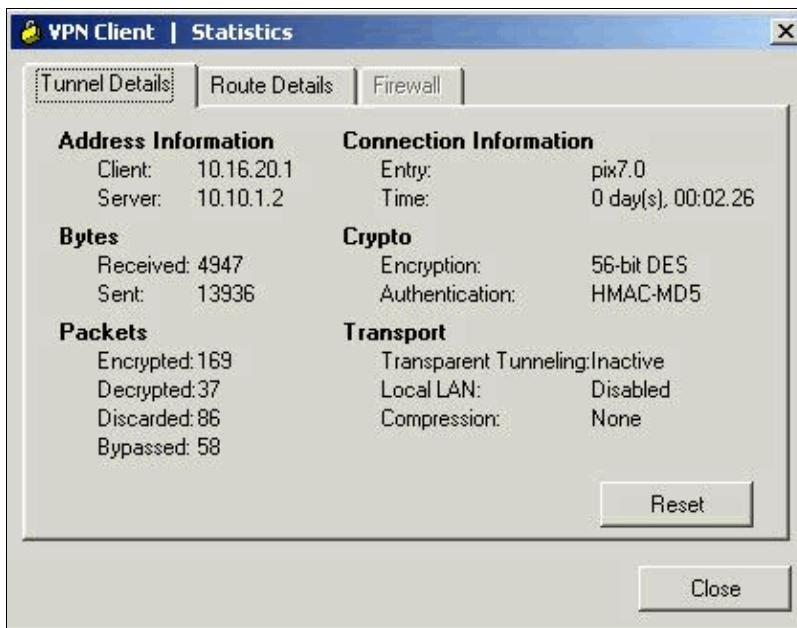 VPN Client | Statistics
Tunnel Details
Route Details
Firewall
Address Information
Client: 10.16.20.1
Server: 10.10.1.2
Connection Information
Entry: pix7.0
Time: 0 day(s), 00:02.26
Bytes
Received: 4947
Sent: 13936
Crypto
Encryption: 56-bit DES
Authentication: HMAC-MD5
Packets
Encrypted: 169
Decrypted: 37
Discarded: 86
Bypassed: 58
Transport
Transparent Tunneling: Inactive
Local LAN: Disabled
Compression: None
Reset
Close